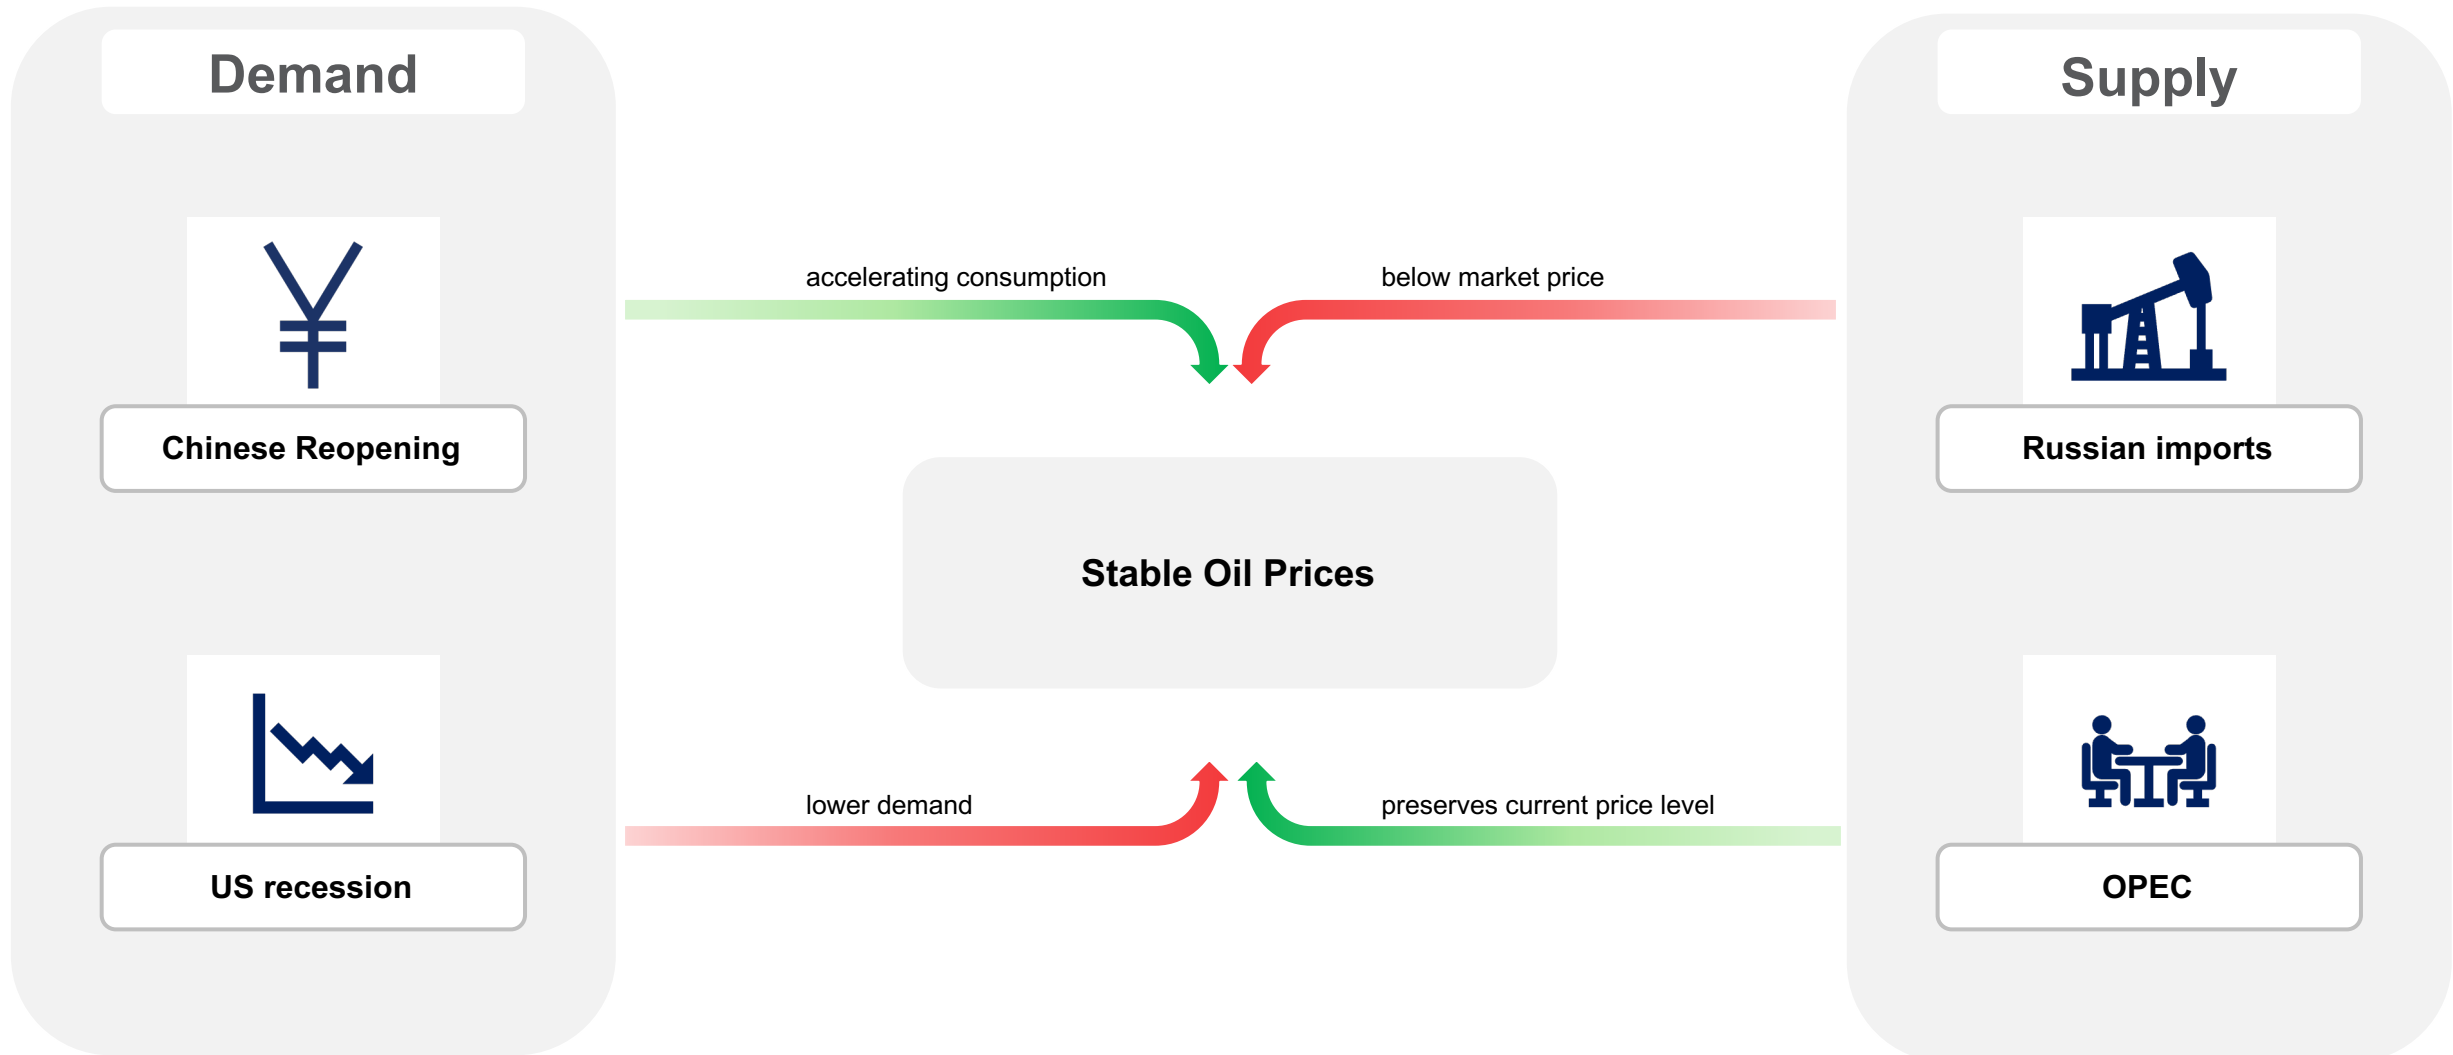 Demand
Supply
accelerating consumption
below market price
Chinese Reopening
Russian imports
Stable Oil Prices
lower demand
preserves current price level
US recession
OPEC